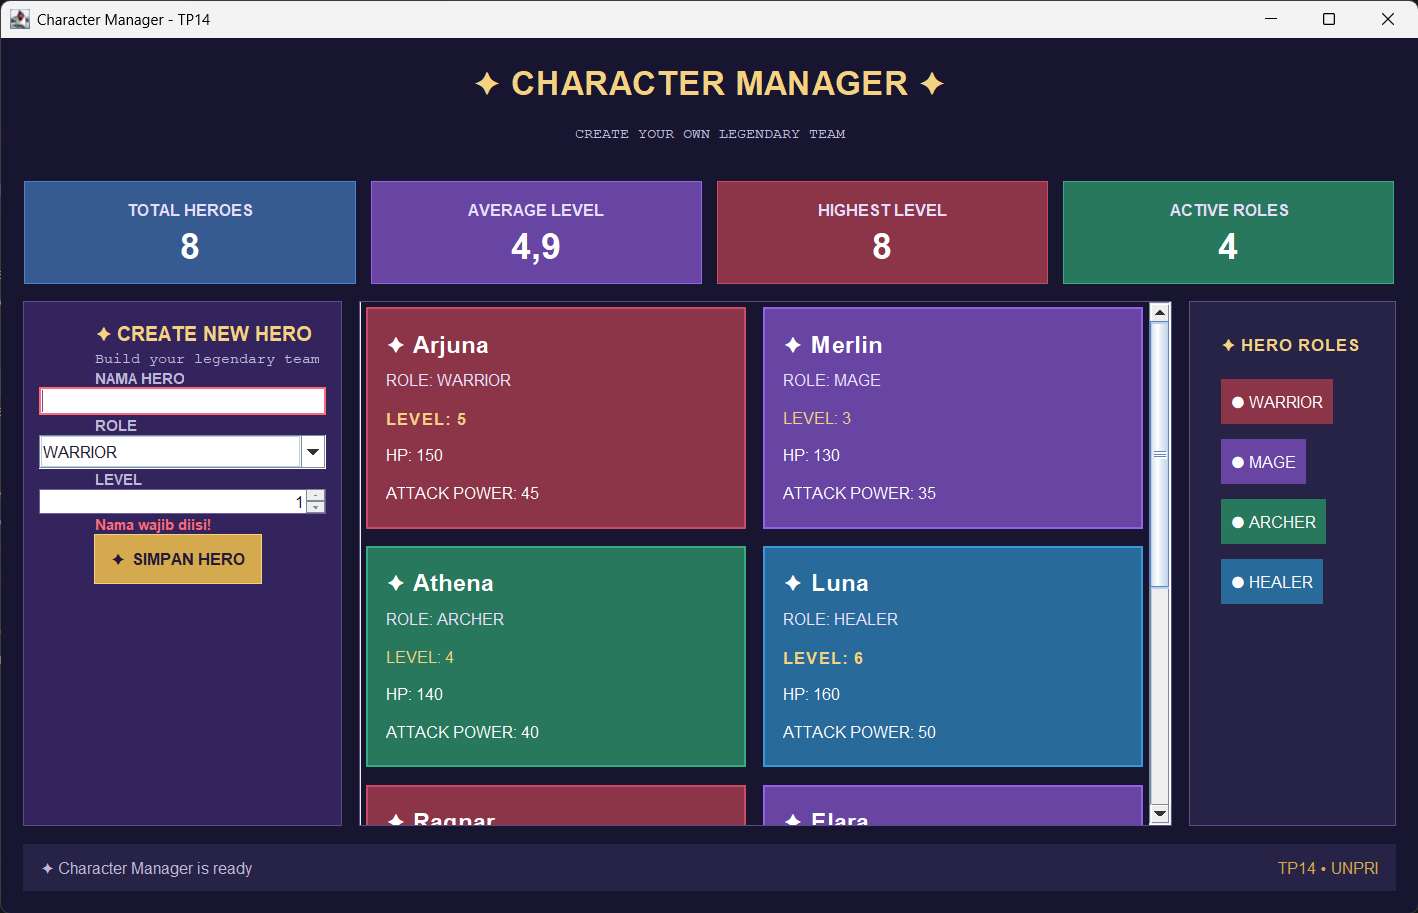 Character Manager - TP14
✦ CHARACTER MANAGER ✦
CREATE YOUR OWN LEGENDARY TEAM
TOTAL HEROES
8
AVERAGE LEVEL
4,9
HIGHEST LEVEL
8
ACTIVE ROLES
4
✦ CREATE NEW HERO
Build your legendary team
NAMA HERO
ROLE
WARRIOR
LEVEL
1
Nama wajib diisi!
✦ SIMPAN HERO
✦ Arjuna
ROLE: WARRIOR
LEVEL: 5
HP: 150
ATTACK POWER: 45
✦ Merlin
ROLE: MAGE
LEVEL: 3
HP: 130
ATTACK POWER: 35
✦ Athena
ROLE: ARCHER
LEVEL: 4
HP: 140
ATTACK POWER: 40
✦ Luna
ROLE: HEALER
LEVEL: 6
HP: 160
ATTACK POWER: 50
✦ Ragnar
✦ Elara
✦ HERO ROLES
● WARRIOR
● MAGE
● ARCHER
● HEALER
✦ Character Manager is ready
TP14 • UNPRI